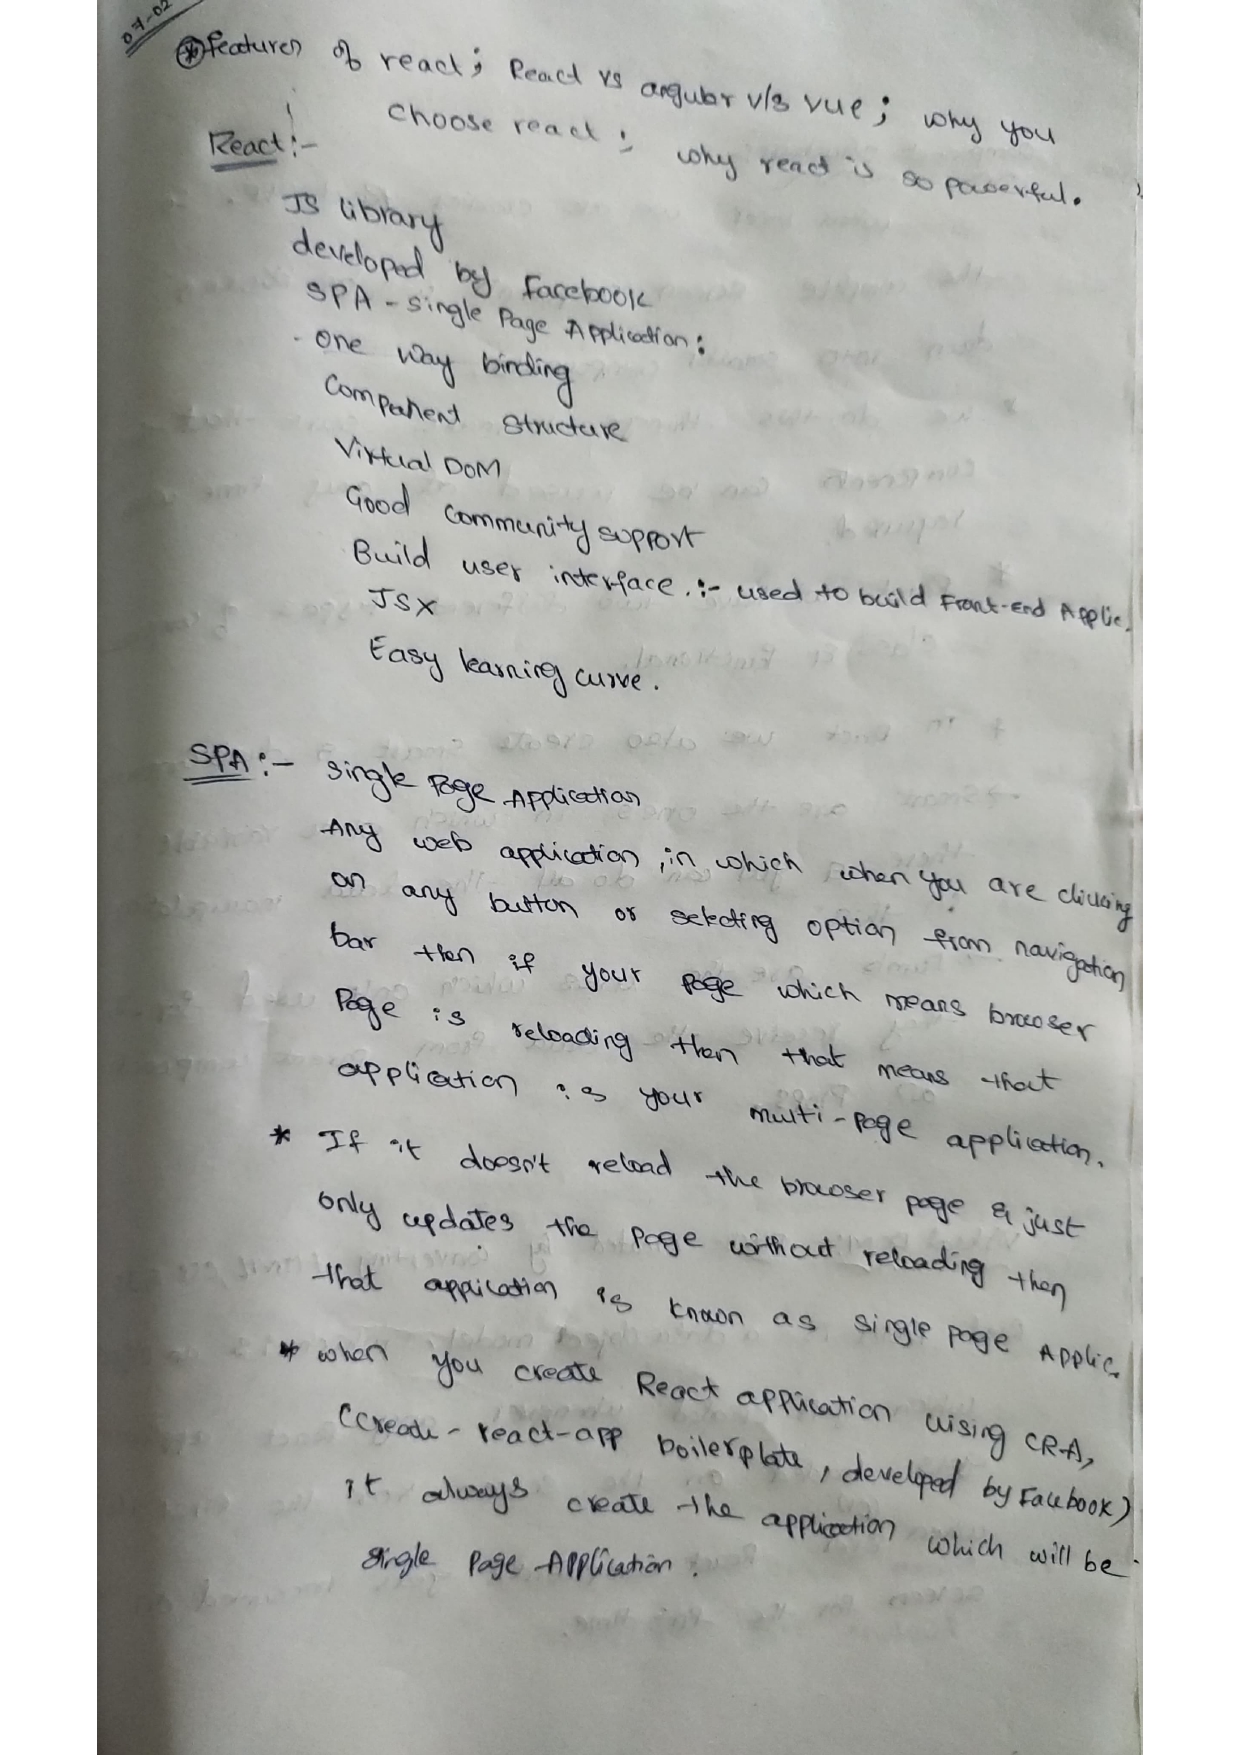 07-02
* Features of react; React vs angular v/s vue; why you
choose react; why react is so powerful.
React:-
JS library
developed by Facebook
SPA - single Page Application:
- One way binding
Component Structure
Virtual DOM
Good community support
Build user interface. :- used to build Front-End Applic.
JSX
Easy learning curve.
SPA:- single Page Application
Any web application, in which when you are clicking
on any button or selecting option from navigation
bar then if your page which means browser
Page is reloading then that means that
application is your multi-page application.
* If it doesn't reload the browser page & just
only updates the page without reloading then
that application is known as single page Applic.
* when you create React application using CRA,
(create-react-app boilerplate, developed by Facebook)
it always create the application which will be
single Page Application.